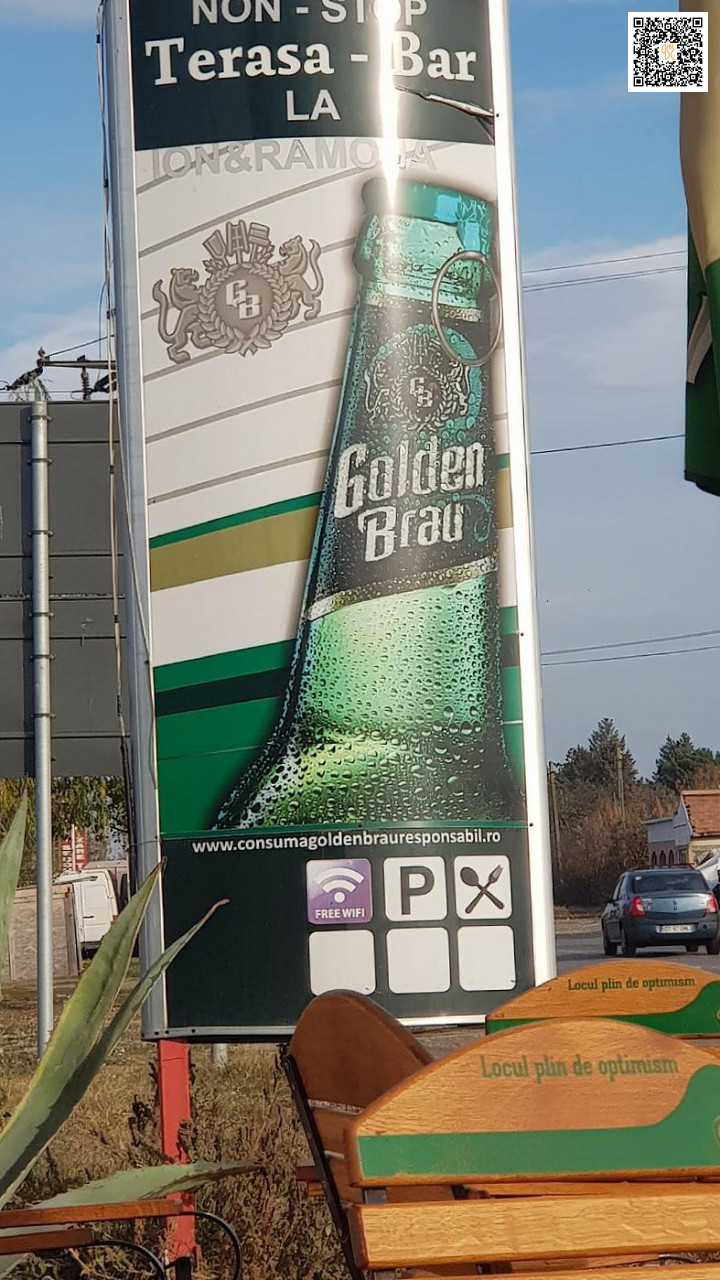 NON - STOP
Terasa - Bar
LA
ION&RAMONA
GB
GB
Golden
Brau
www.consumagoldenbrauresponsabil.ro
FREE WIFI
P
Locul plin de optimism
Locul plin de optimism